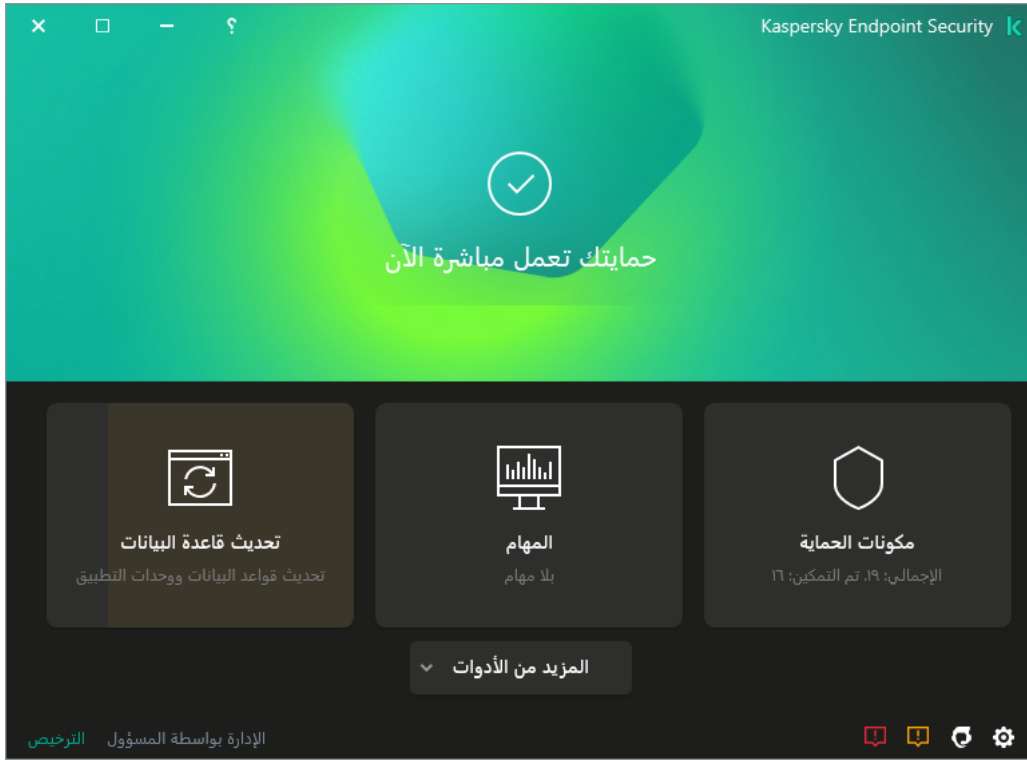 Kaspersky Endpoint Security
؟
حمايتك تعمل مباشرة الآن
مكونات الحماية
الإجمالي: ١٩. تم التمكين: ١٦
المهام
بلا مهام
تحديث قاعدة البيانات
تحديث قواعد البيانات ووحدات التطبيق
المزيد من الأدوات
الإدارة بواسطة المسؤول
الترخيص